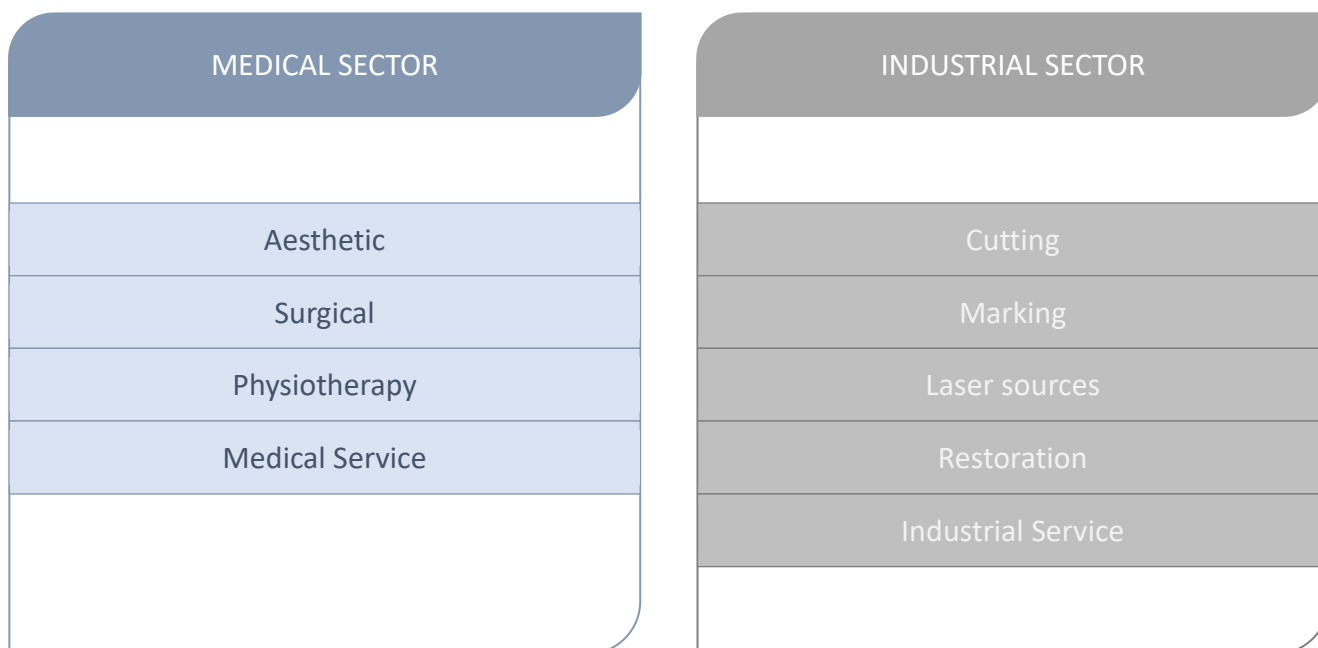 MEDICAL SECTOR
Aesthetic
Surgical
Physiotherapy
Medical Service
INDUSTRIAL SECTOR
Cutting
Marking
Laser sources
Restoration
Industrial Service